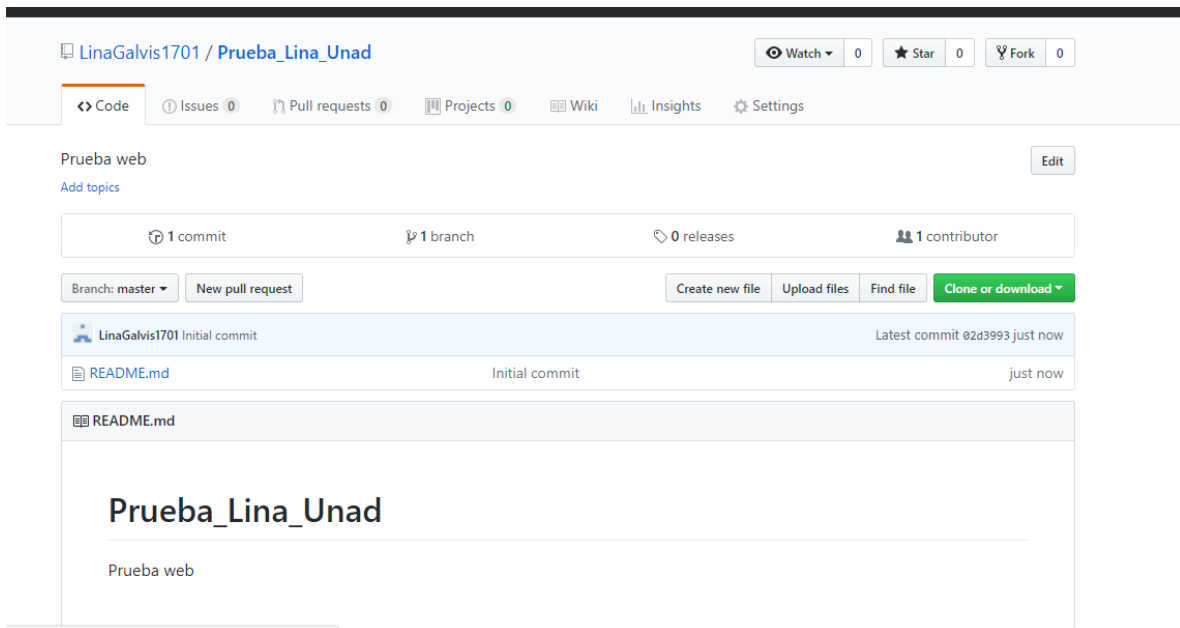 LinaGalvis1701 / Prueba_Lina_Unad Watch 0 Star 0 Fork 0
Code Issues 0 Pull requests 0 Projects 0 Wiki Insights Settings
Prueba web Edit
Add topics
1 commit 1 branch 0 releases 1 contributor
Branch: master New pull request Create new file Upload files Find file Clone or download
LinaGalvis1701 Initial commit Latest commit 02d3993 just now
README.md Initial commit just now
README.md
Prueba_Lina_Unad
Prueba web